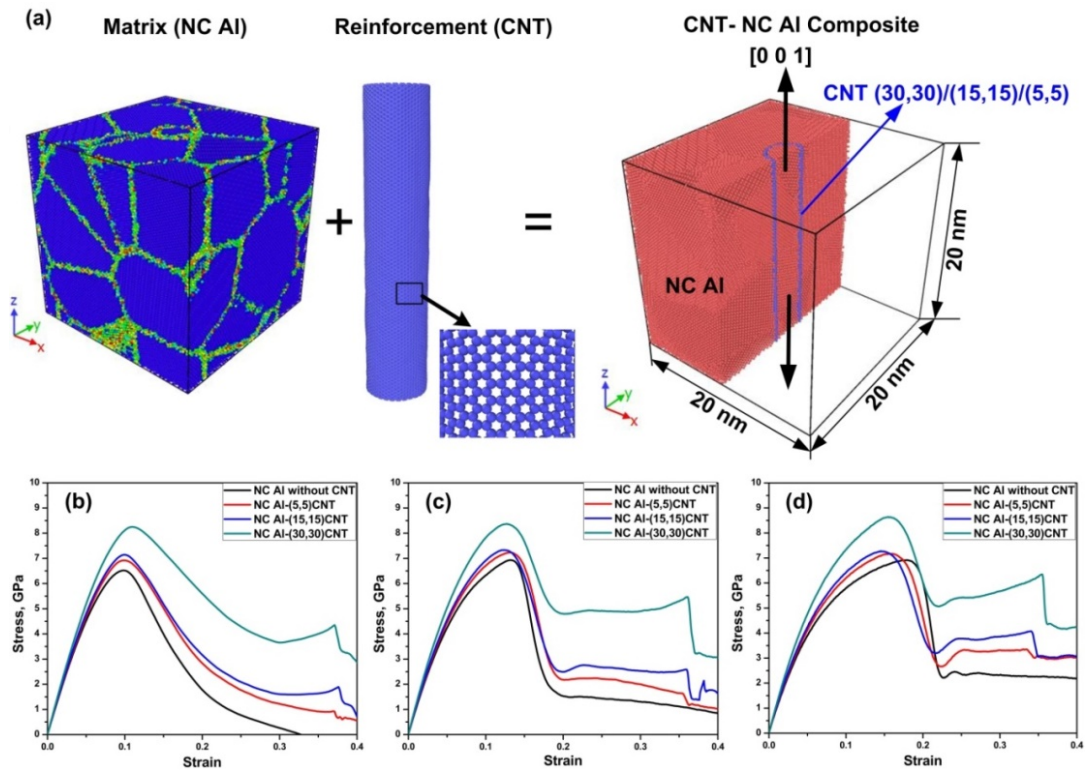 (a)
Matrix (NC Al)
Reinforcement (CNT)
CNT- NC Al Composite
[0 0 1]
CNT (30,30)/(15,15)/(5,5)
+
=
NC Al
20 nm
20 nm
20 nm
z
y
x
z
y
x
z
y
x
(b)
NC Al without CNT
NC Al-(5,5)CNT
NC Al-(15,15)CNT
NC Al-(30,30)CNT
Stress, GPa
10
9
8
7
6
5
4
3
2
1
0
0.0 0.1 0.2 0.3 0.4
Strain
(c)
NC Al without CNT
NC Al-(5,5)CNT
NC Al-(15,15)CNT
NC Al-(30,30)CNT
Stress, GPa
10
9
8
7
6
5
4
3
2
1
0
0.0 0.1 0.2 0.3 0.4
Strain
(d)
NC Al without CNT
NC Al-(5,5)CNT
NC Al-(15,15)CNT
NC Al-(30,30)CNT
Stress, GPa
10
9
8
7
6
5
4
3
2
1
0
0.0 0.1 0.2 0.3 0.4
Strain